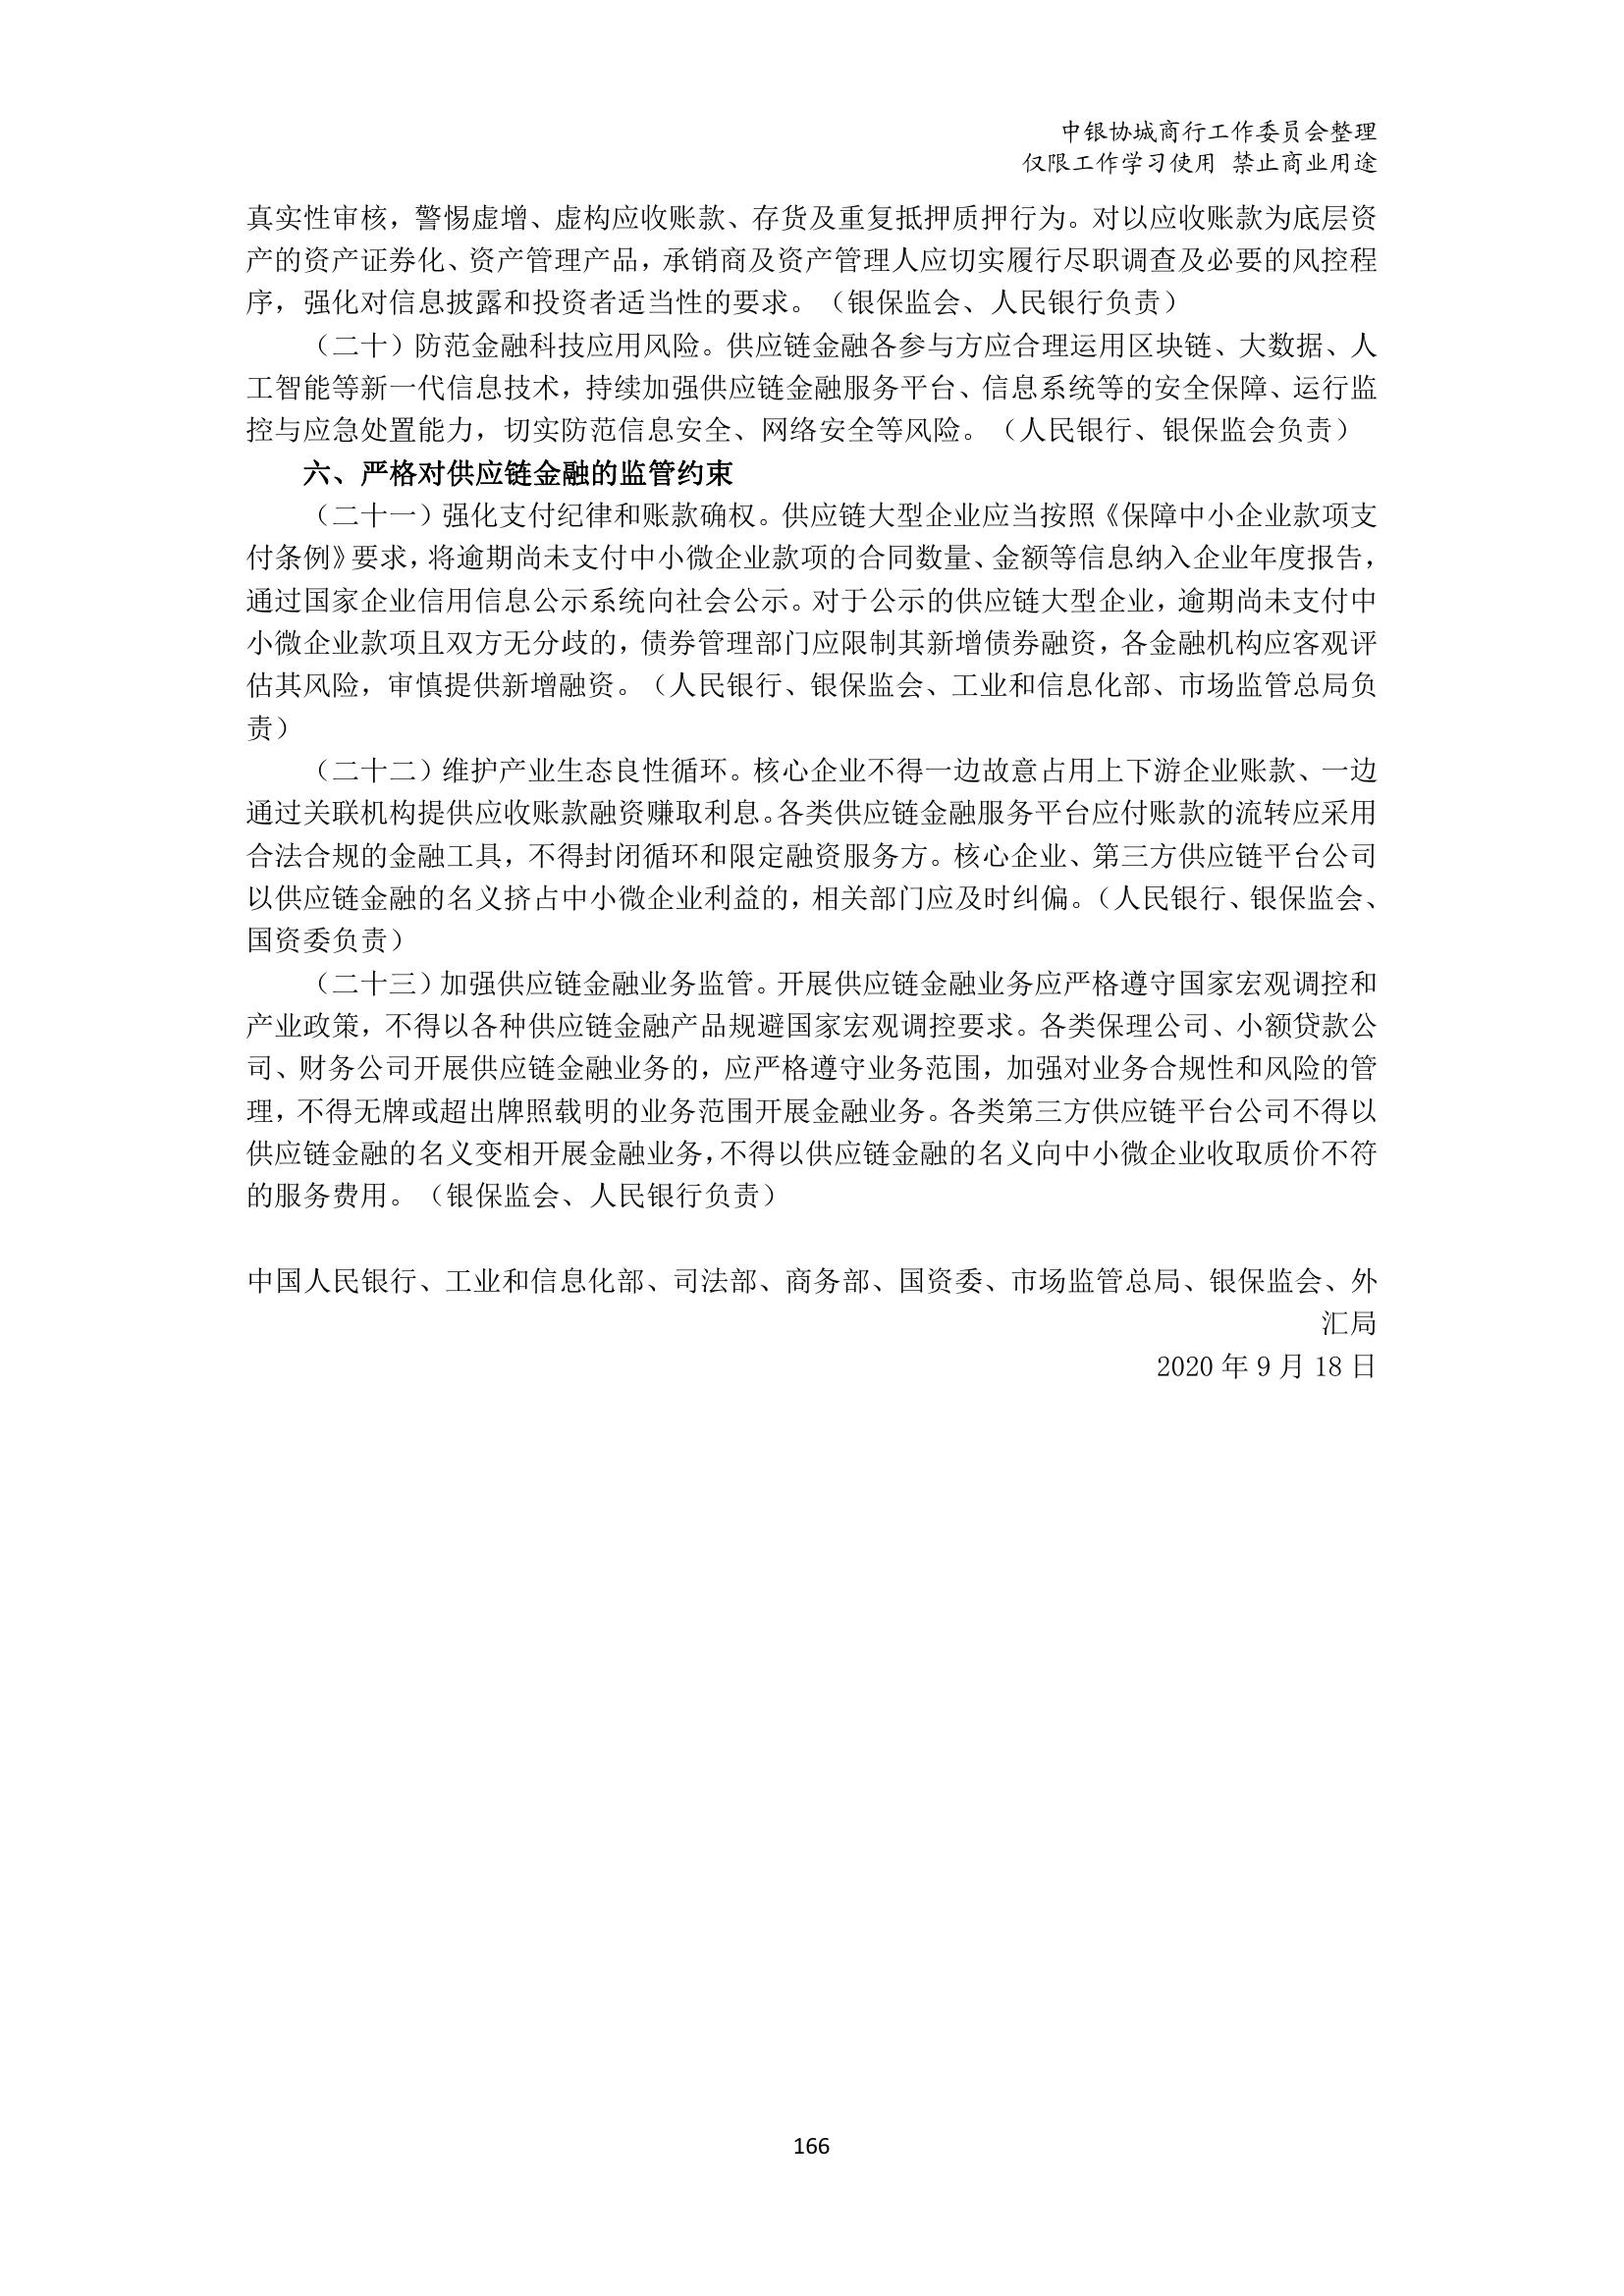 中银协城商行工作委员会整理
仅限工作学习使用 禁止商业用途
真实性审核，警惕虚增、虚构应收账款、存货及重复抵押质押行为。对以应收账款为底层资
产的资产证券化、资产管理产品，承销商及资产管理人应切实履行尽职调查及必要的风控程
序，强化对信息披露和投资者适当性的要求。（银保监会、人民银行负责）
（二十）防范金融科技应用风险。供应链金融各参与方应合理运用区块链、大数据、人
工智能等新一代信息技术，持续加强供应链金融服务平台、信息系统等的安全保障、运行监
控与应急处置能力，切实防范信息安全、网络安全等风险。（人民银行、银保监会负责）
六、严格对供应链金融的监管约束
（二十一）强化支付纪律和账款确权。供应链大型企业应当按照《保障中小企业款项支
付条例》要求，将逾期尚未支付中小微企业款项的合同数量、金额等信息纳入企业年度报告，
通过国家企业信用信息公示系统向社会公示。对于公示的供应链大型企业，逾期尚未支付中
小微企业款项且双方无分歧的，债券管理部门应限制其新增债券融资，各金融机构应客观评
估其风险，审慎提供新增融资。（人民银行、银保监会、工业和信息化部、市场监管总局负
责）
（二十二）维护产业生态良性循环。核心企业不得一边故意占用上下游企业账款、一边
通过关联机构提供应收账款融资赚取利息。各类供应链金融服务平台应付账款的流转应采用
合法合规的金融工具，不得封闭循环和限定融资服务方。核心企业、第三方供应链平台公司
以供应链金融的名义挤占中小微企业利益的，相关部门应及时纠偏。（人民银行、银保监会、
国资委负责）
（二十三）加强供应链金融业务监管。开展供应链金融业务应严格遵守国家宏观调控和
产业政策，不得以各种供应链金融产品规避国家宏观调控要求。各类保理公司、小额贷款公
司、财务公司开展供应链金融业务的，应严格遵守业务范围，加强对业务合规性和风险的管
理，不得无牌或超出牌照载明的业务范围开展金融业务。各类第三方供应链平台公司不得以
供应链金融的名义变相开展金融业务，不得以供应链金融的名义向中小微企业收取质价不符
的服务费用。（银保监会、人民银行负责）
中国人民银行、工业和信息化部、司法部、商务部、国资委、市场监管总局、银保监会、外
汇局
2020 年 9 月 18 日
166